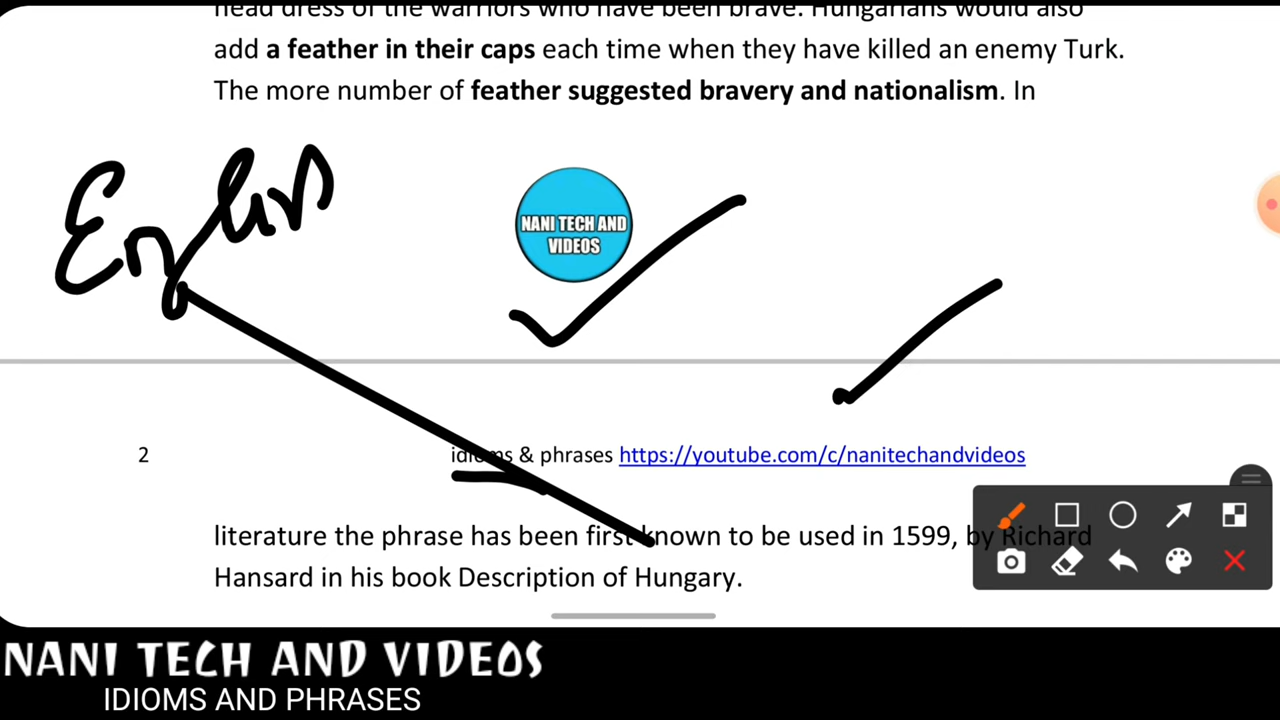 head dress of the warriors who have been brave. Hungarians would also
add a feather in their caps each time when they have killed an enemy Turk.
The more number of feather suggested bravery and nationalism. In
NANI TECH AND
VIDEOS
2
idioms & phrases https://youtube.com/c/nanitechandvideos
literature the phrase has been first known to be used in 1599, by Richard
Hansard in his book Description of Hungary.
NANI TECH AND VIDEOS
IDIOMS AND PHRASES